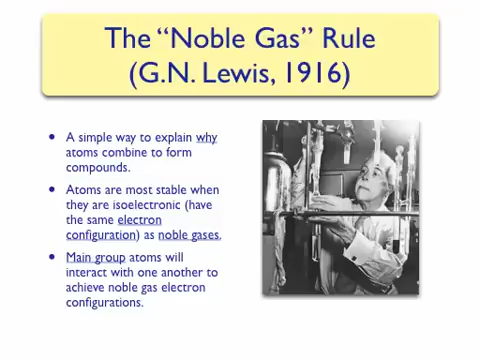 The “Noble Gas” Rule
(G.N. Lewis, 1916)
• A simple way to explain why
atoms combine to form
compounds.
• Atoms are most stable when
they are isoelectronic (have
the same electron
configuration) as noble gases.
• Main group atoms will
interact with one another to
achieve noble gas electron
configurations.